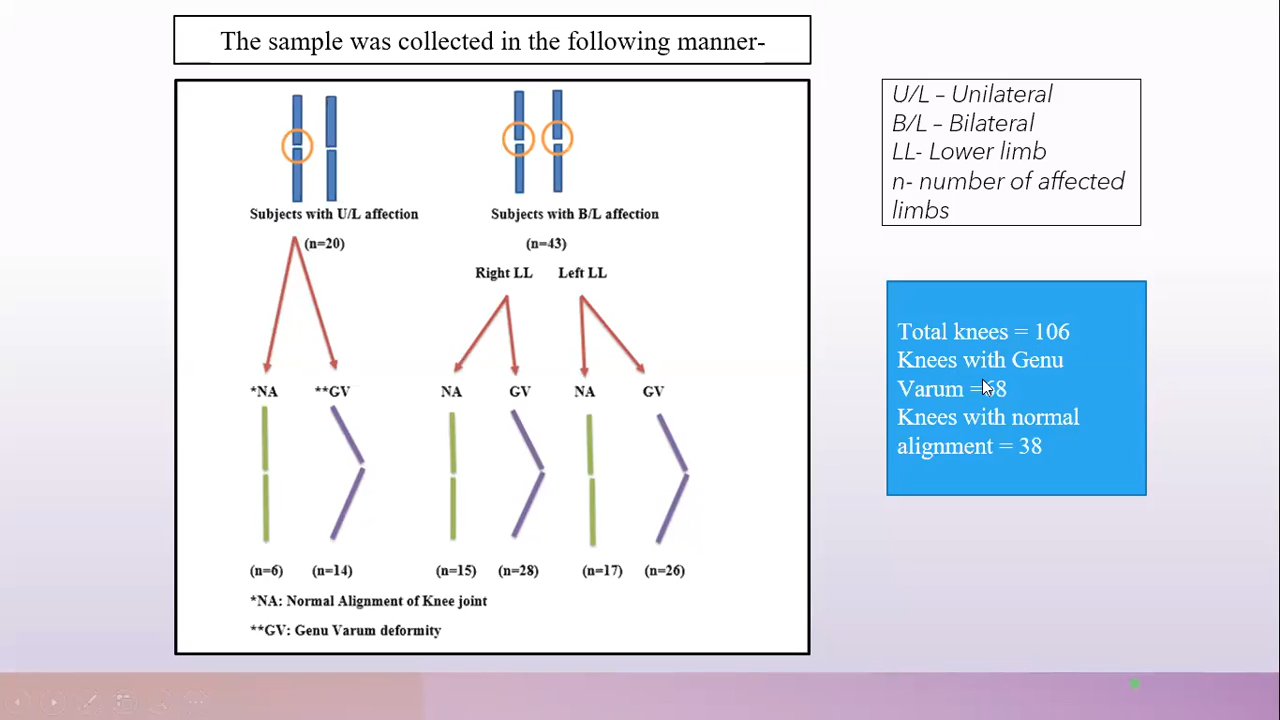 The sample was collected in the following manner-
U/L – Unilateral
B/L – Bilateral
LL- Lower limb
n- number of affected
limbs
Subjects with U/L affection
(n=20)
Subjects with B/L affection
(n=43)
Right LL Left LL
*NA **GV NA GV NA GV
(n=6) (n=14) (n=15) (n=28) (n=17) (n=26)
*NA: Normal Alignment of Knee joint
**GV: Genu Varum deformity
Total knees = 106
Knees with Genu
Varum =68
Knees with normal
alignment = 38